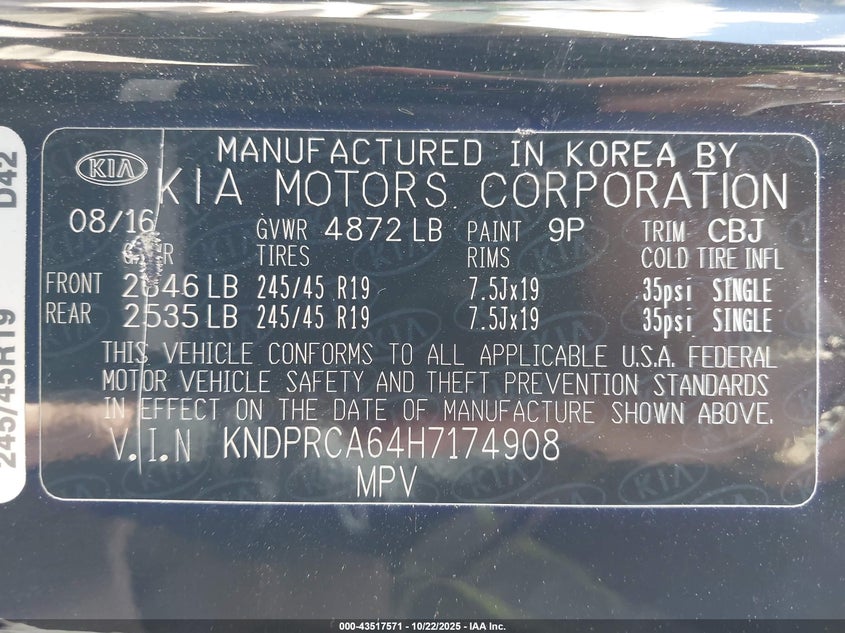 KIA
MANUFACTURED IN KOREA BY
KIA MOTORS CORPORATION
08/16 GVWR 4872 LB PAINT 9P TRIM CBJ
TIRES RIMS COLD TIRE INFL
FRONT 2646 LB 245/45 R19 7.5Jx19 35psi SINGLE
REAR 2535 LB 245/45 R19 7.5Jx19 35psi SINGLE
THIS VEHICLE CONFORMS TO ALL APPLICABLE U.S.A. FEDERAL
MOTOR VEHICLE SAFETY AND THEFT PREVENTION STANDARDS
IN EFFECT ON THE DATE OF MANUFACTURE SHOWN ABOVE.
V.I.N KNDPRCA64H7174908
MPV
245/45R19 D42
000-43517571 | 10/22/2025 | IAA Inc.